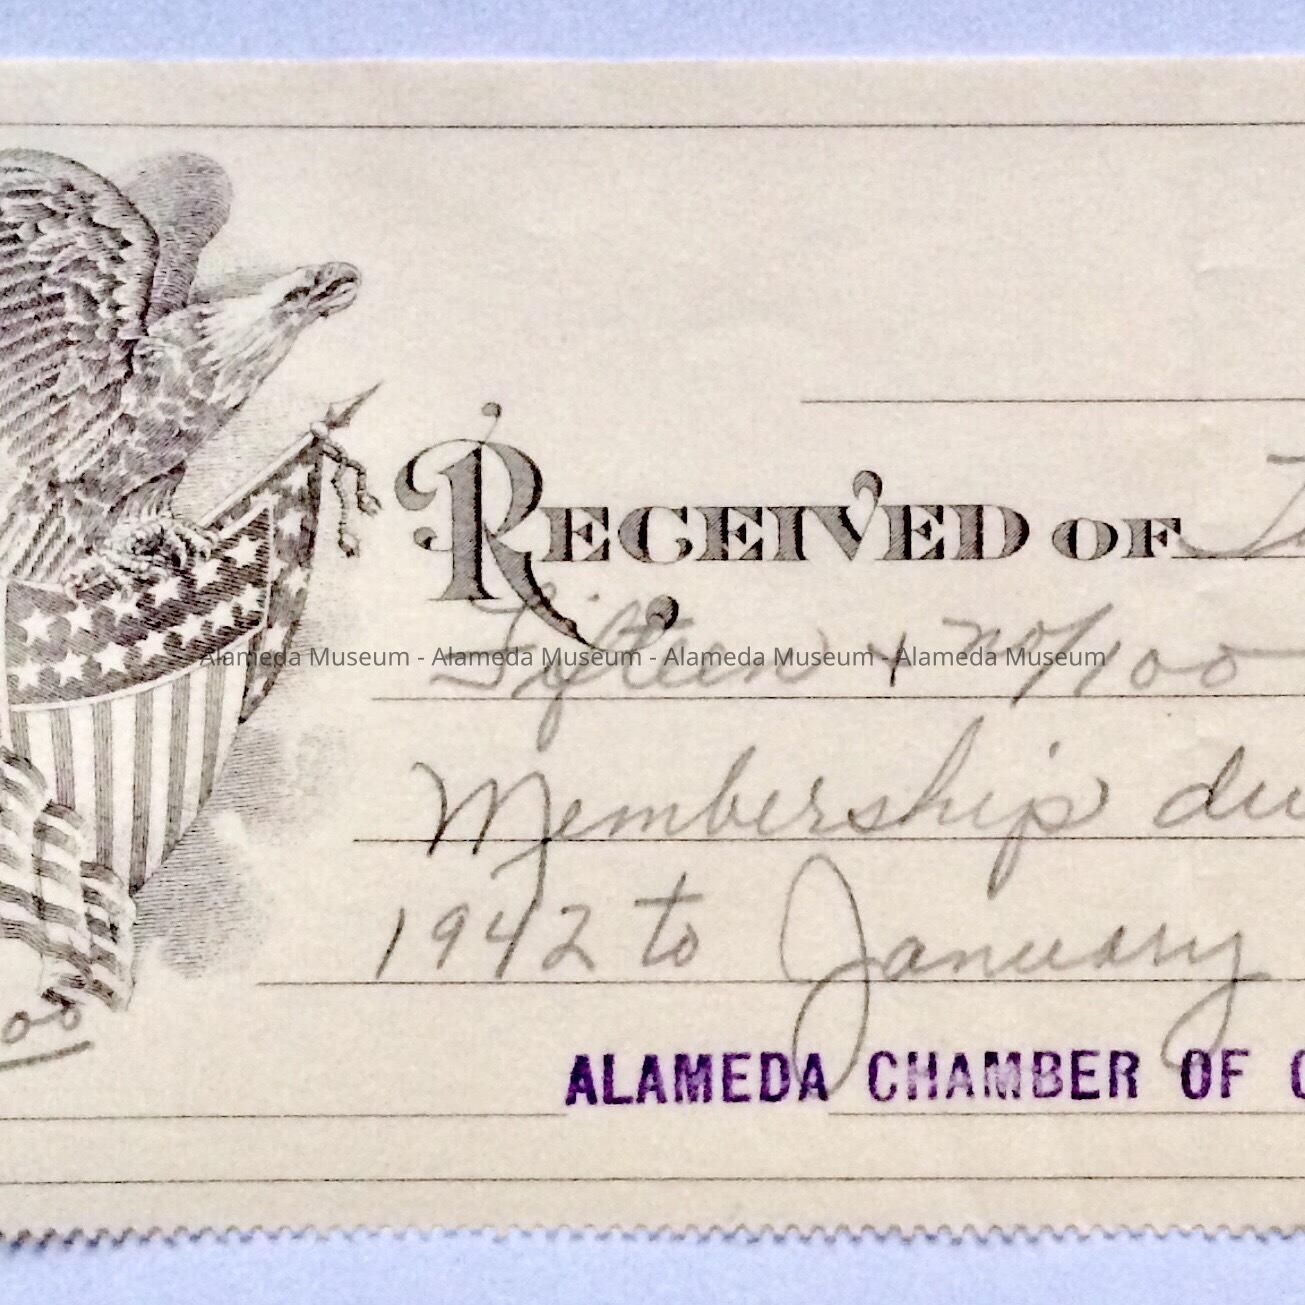 RECEIVED OF
Fifteen + no/100
Alameda Museum - Alameda Museum - Alameda Museum - Alameda Museum
Membership du
1942 to January
00
ALAMEDA CHAMBER OF C